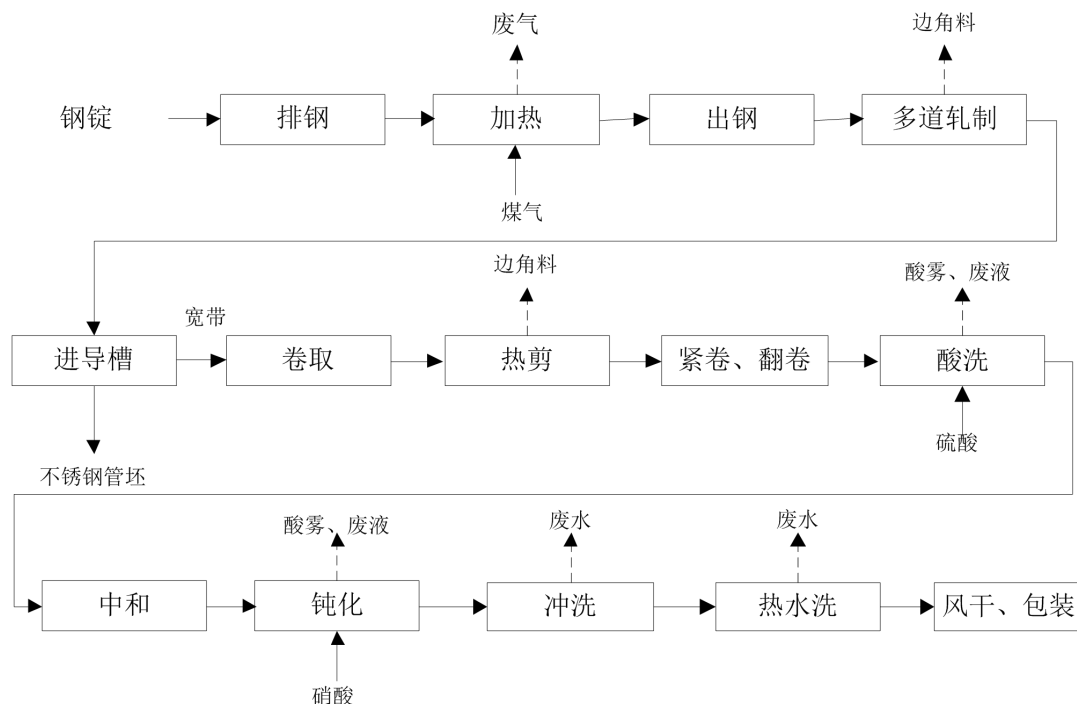 废气
边角料
钢锭
排钢
加热
出钢
多道轧制
煤气
边角料
酸雾、废液
宽带
进导槽
卷取
热剪
紧卷、翻卷
酸洗
硫酸
不锈钢管坯
酸雾、废液
废水
废水
中和
钝化
冲洗
热水洗
风干、包装
硝酸